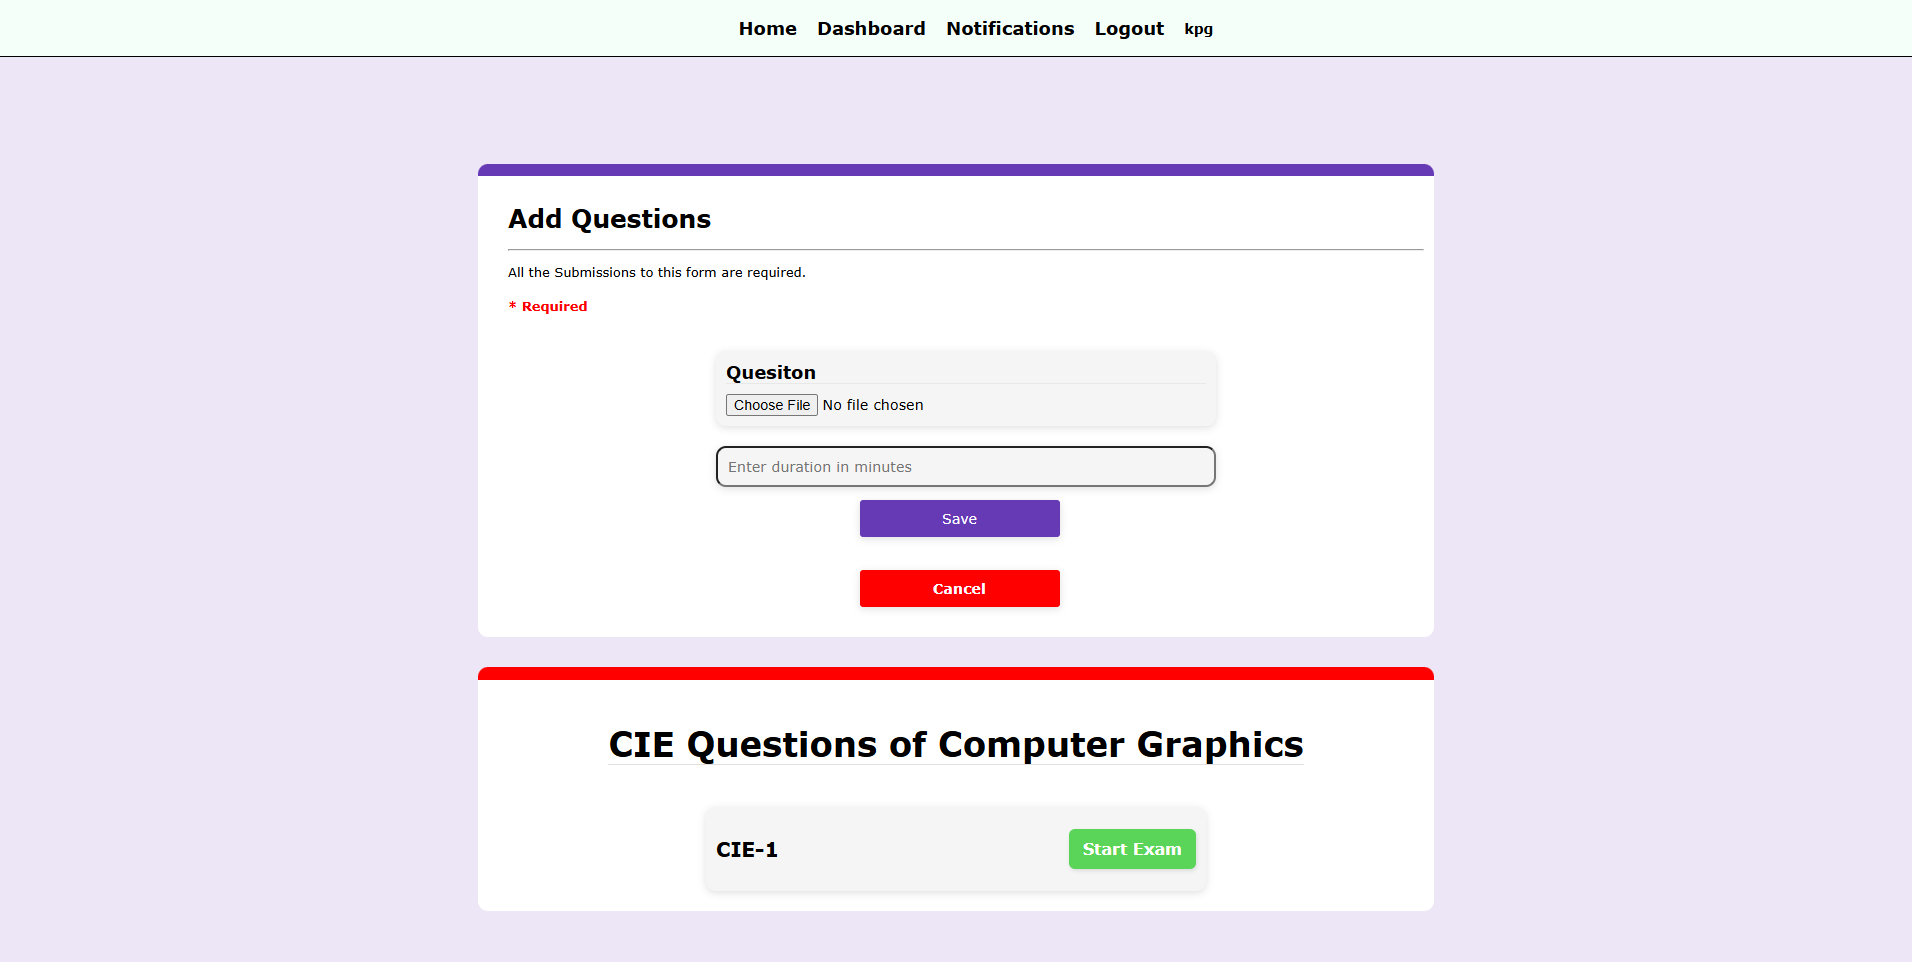 Home Dashboard Notifications Logout kpg
Add Questions
All the Submissions to this form are required.
* Required
Quesiton
Choose File No file chosen
Enter duration in minutes
Save
Cancel
CIE Questions of Computer Graphics
CIE-1 Start Exam